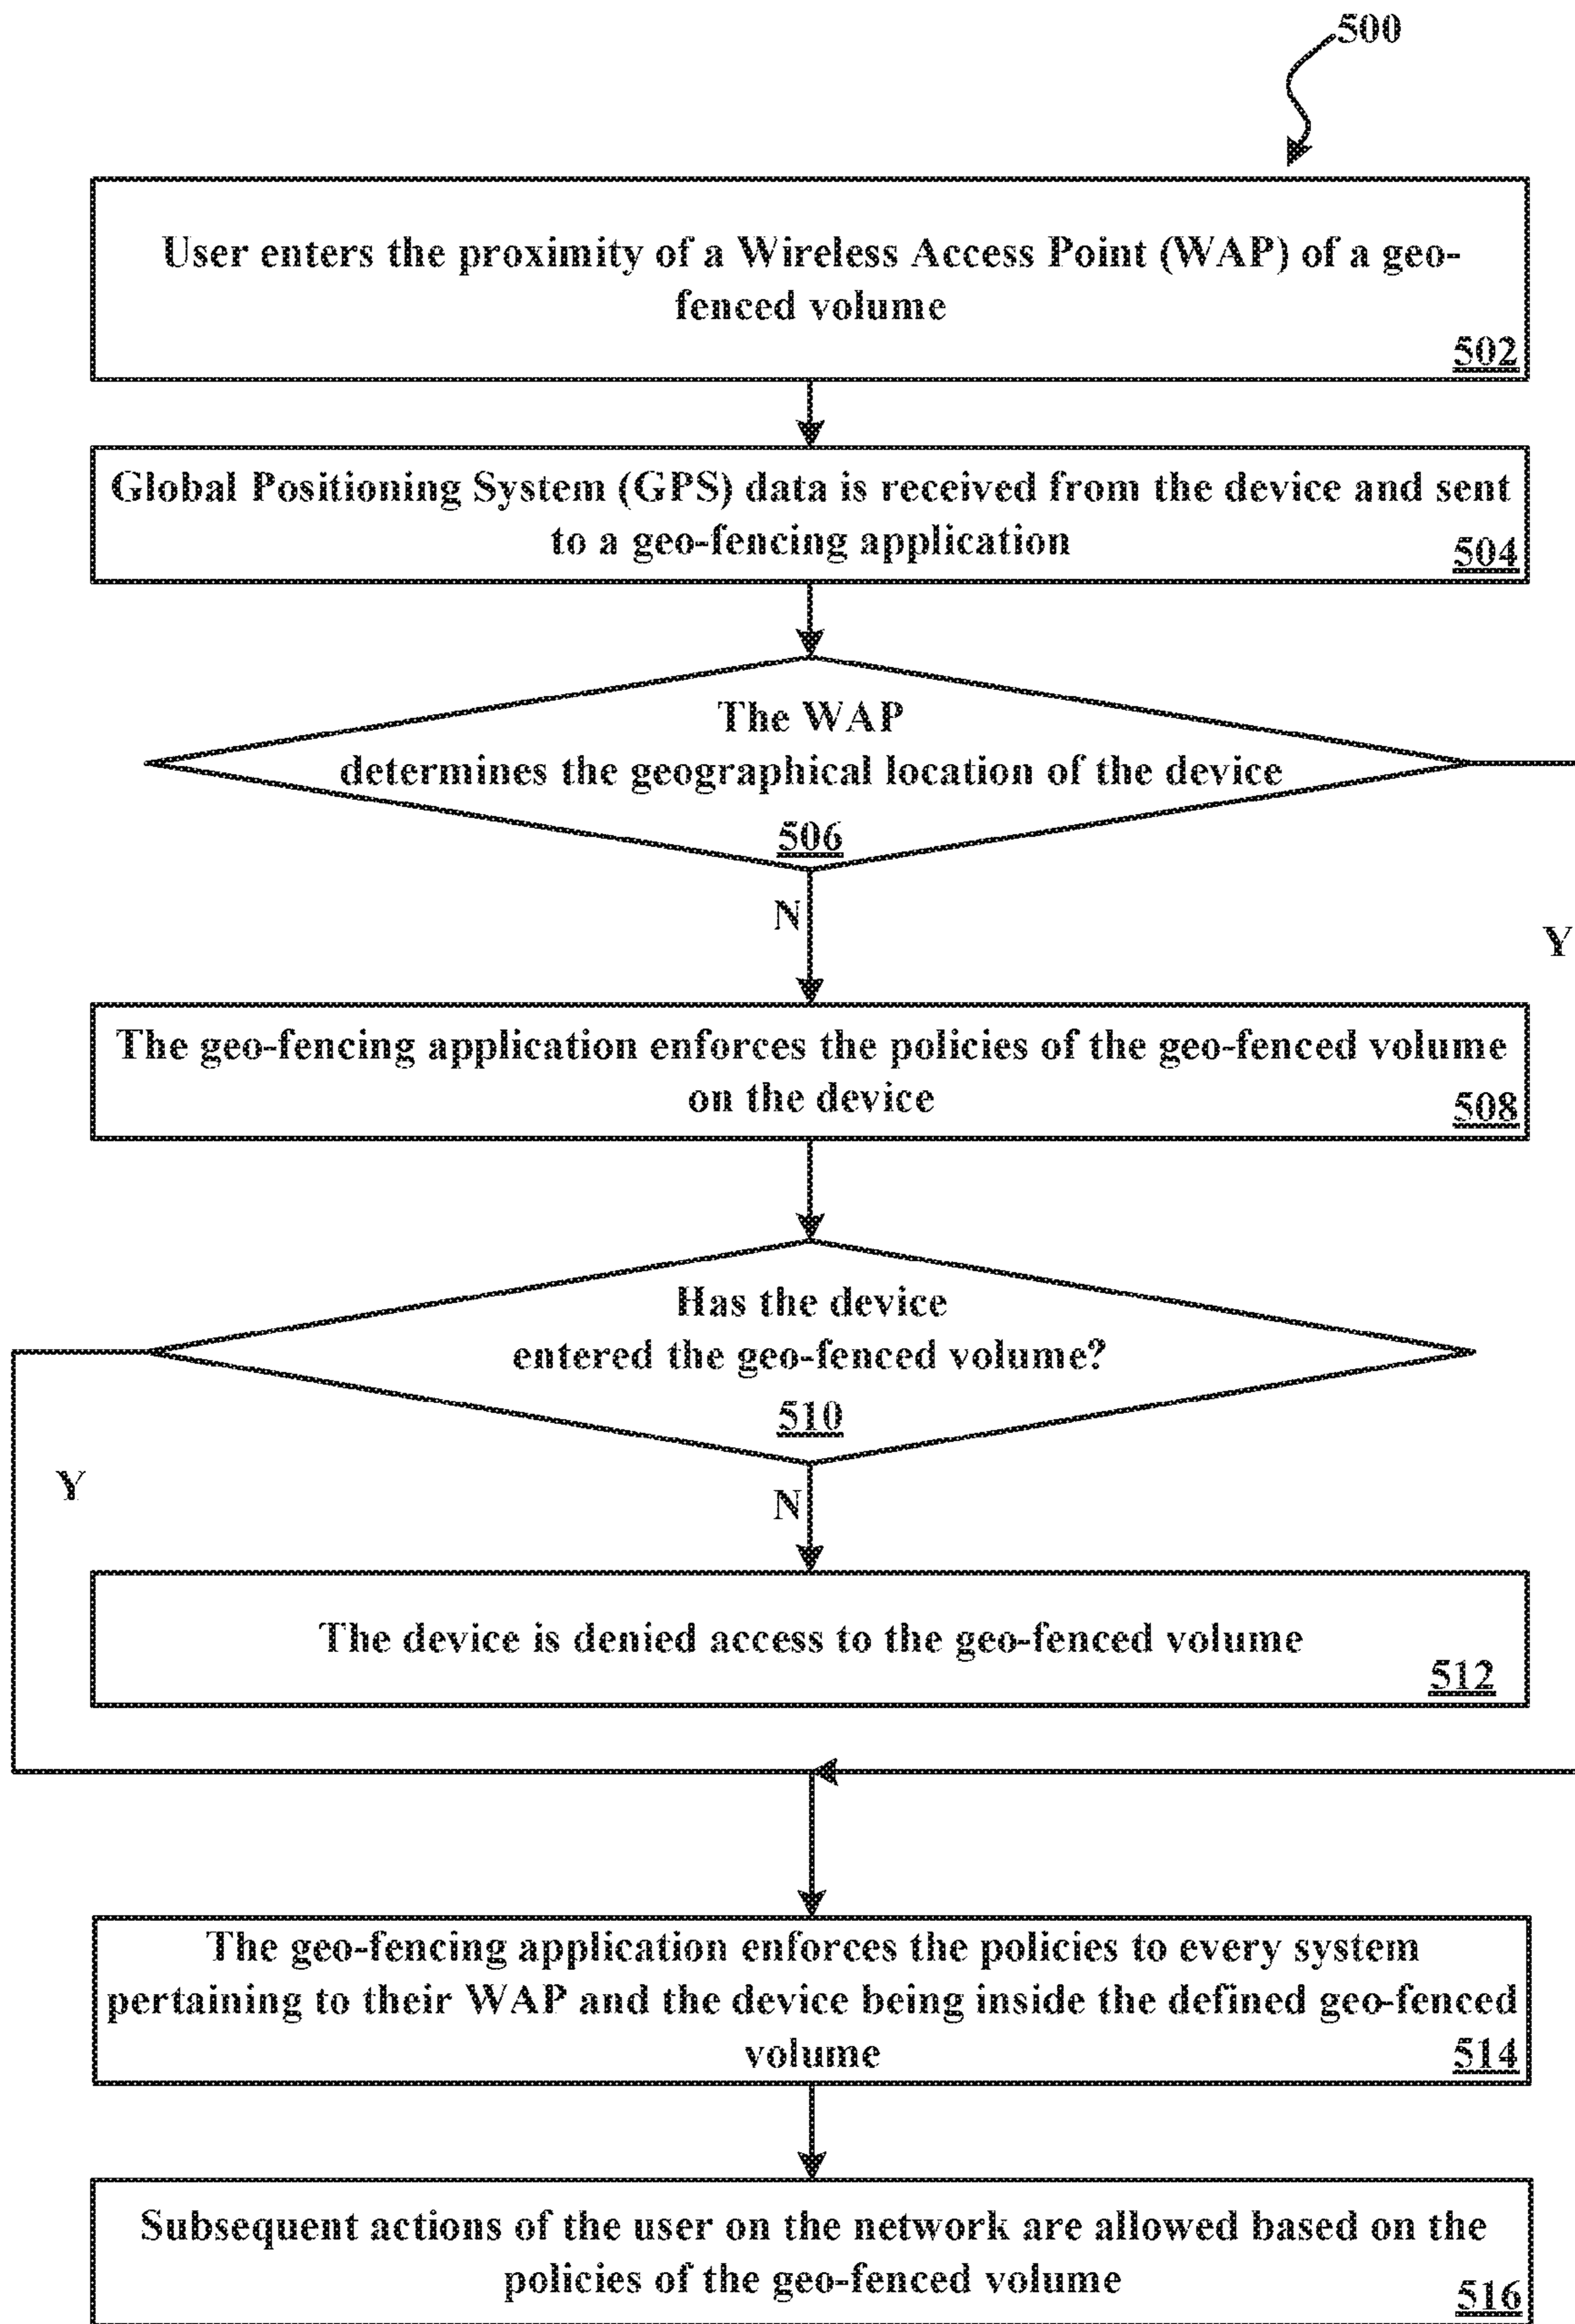 500
User enters the proximity of a Wireless Access Point (WAP) of a geo-
fenced volume
502
Global Positioning System (GPS) data is received from the device and sent
to a geo-fencing application
504
The WAP
determines the geographical location of the device
506
N
Y
The geo-fencing application enforces the policies of the geo-fenced volume
on the device
508
Has the device
entered the geo-fenced volume?
510
Y
N
The device is denied access to the geo-fenced volume
512
The geo-fencing application enforces the policies to every system
pertaining to their WAP and the device being inside the defined geo-fenced
volume
514
Subsequent actions of the user on the network are allowed based on the
policies of the geo-fenced volume
516